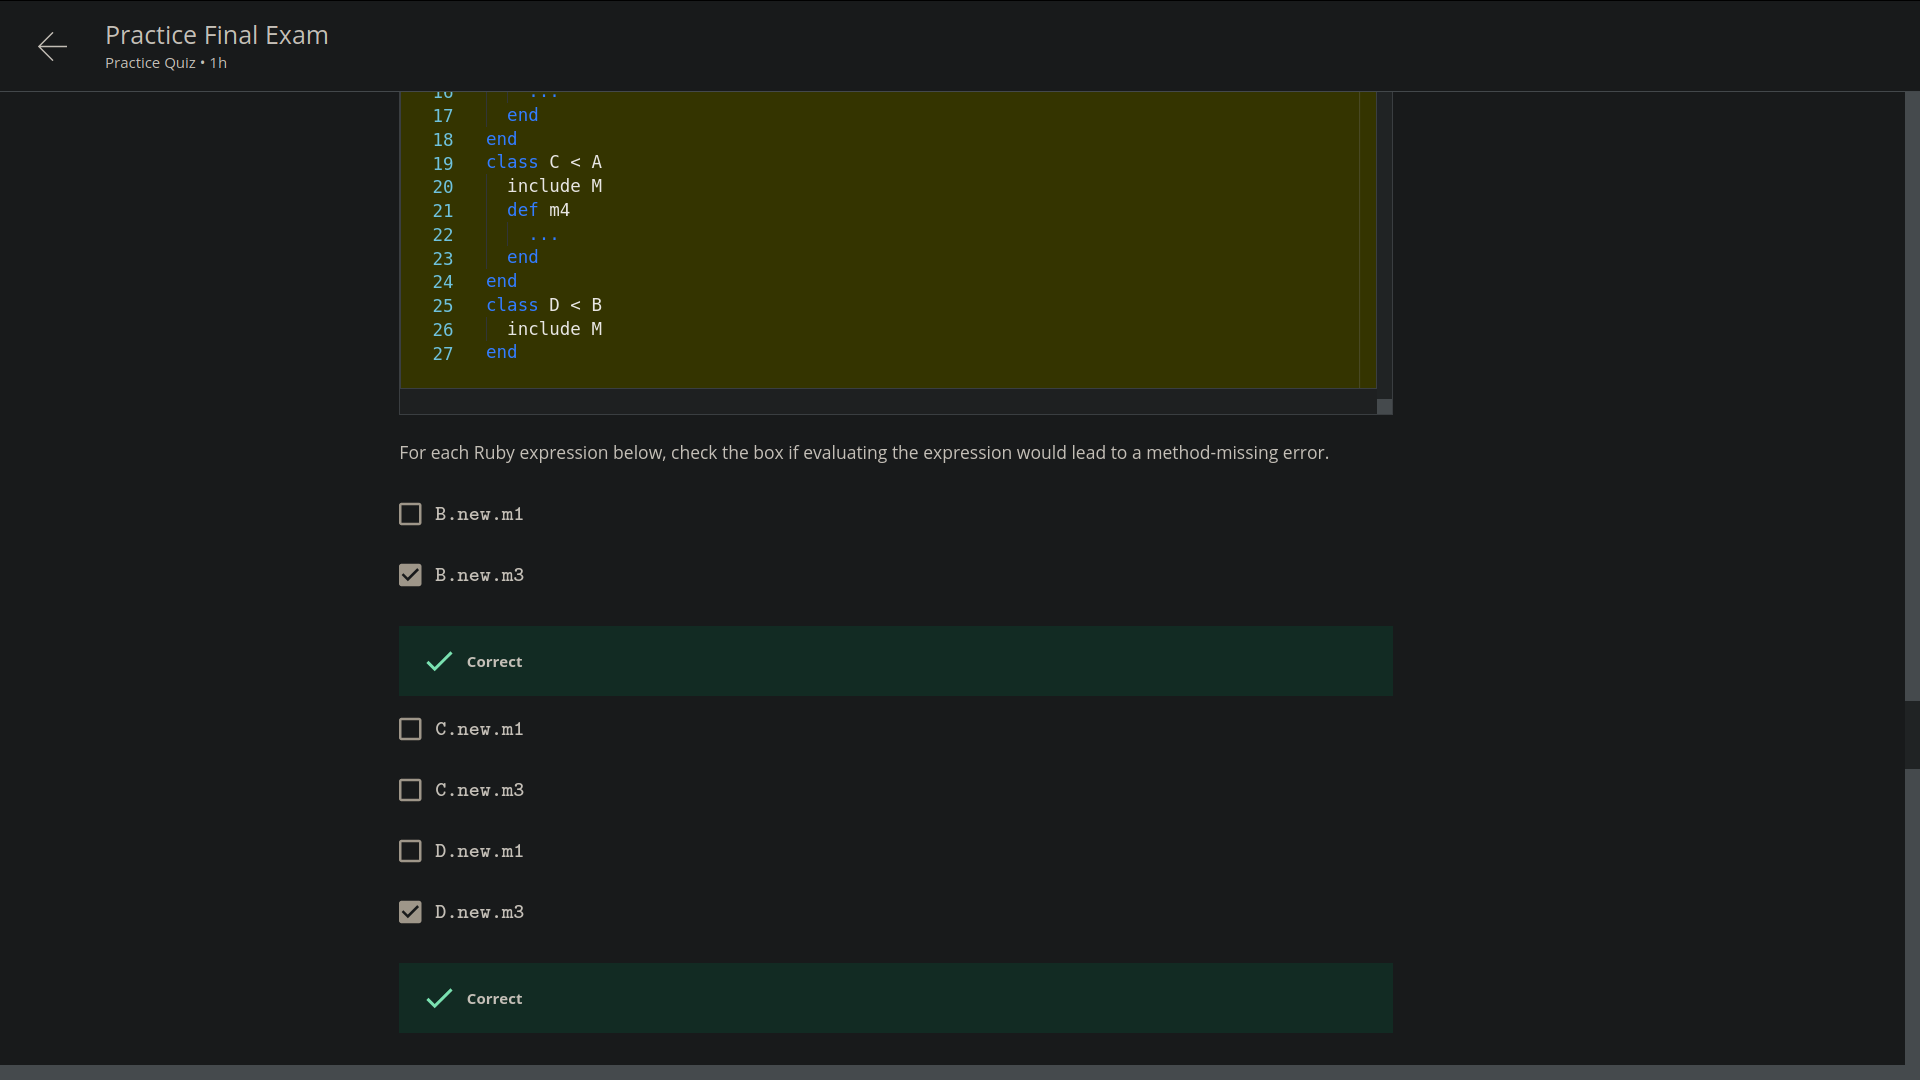 Practice Final Exam
Practice Quiz • 1h
16 ...
17 end
18 end
19 class C < A
20 include M
21 def m4
22 ...
23 end
24 end
25 class D < B
26 include M
27 end
For each Ruby expression below, check the box if evaluating the expression would lead to a method-missing error.
B.new.m1
B.new.m3
Correct
C.new.m1
C.new.m3
D.new.m1
D.new.m3
Correct